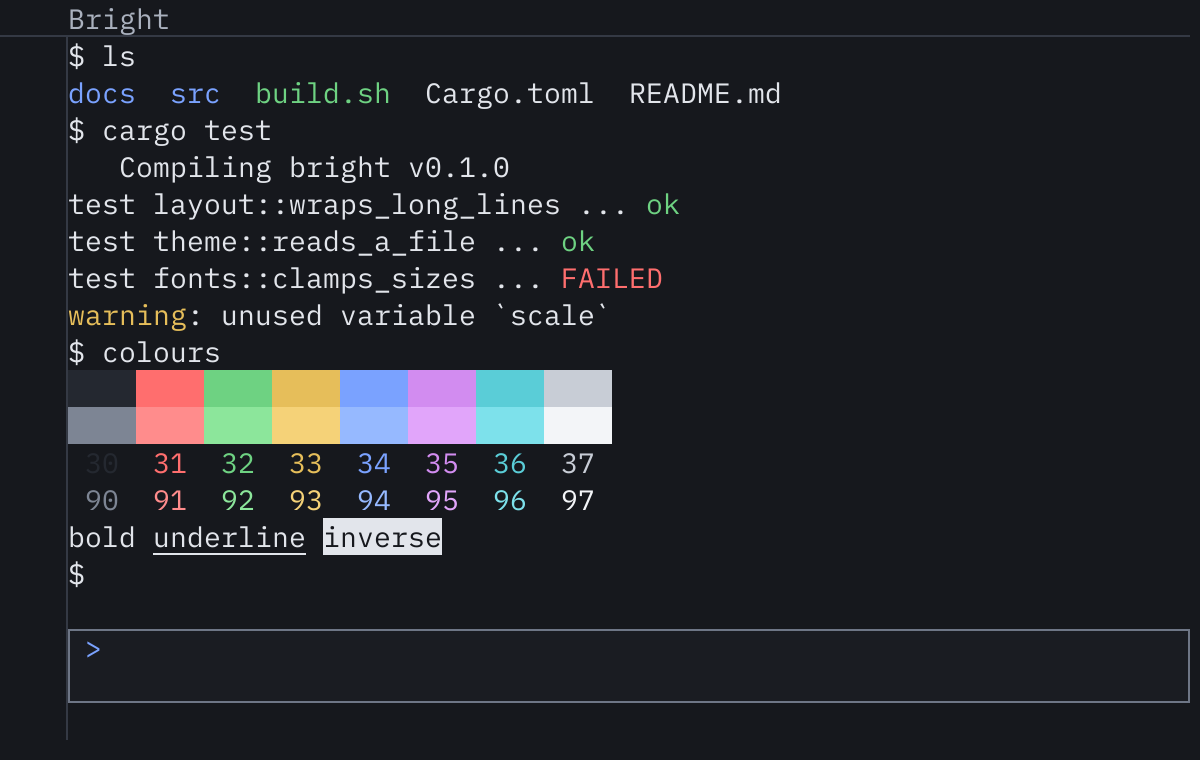 Bright
$ ls
docs  src  build.sh  Cargo.toml  README.md
$ cargo test
   Compiling bright v0.1.0
test layout::wraps_long_lines ... ok
test theme::reads_a_file ... ok
test fonts::clamps_sizes ... FAILED
warning: unused variable `scale`
$ colours
 30  31  32  33  34  35  36  37
 90  91  92  93  94  95  96  97
bold underline inverse
$
>